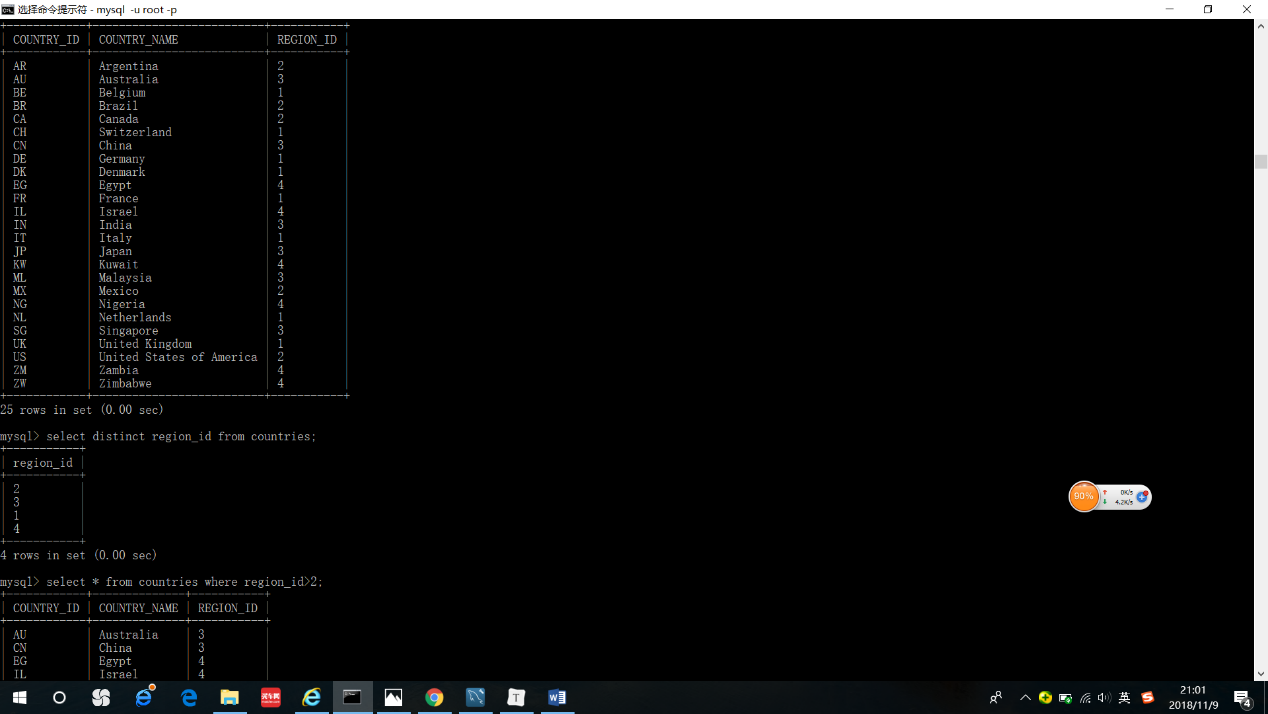 选择命令提示符 - mysql  -u root -p
COUNTRY_ID | COUNTRY_NAME | REGION_ID
AR | Argentina | 2
AU | Australia | 3
BE | Belgium | 1
BR | Brazil | 2
CA | Canada | 2
CH | Switzerland | 1
CN | China | 3
DE | Germany | 1
DK | Denmark | 1
EG | Egypt | 4
FR | France | 1
IL | Israel | 4
IN | India | 3
IT | Italy | 1
JP | Japan | 3
KW | Kuwait | 4
ML | Malaysia | 3
MX | Mexico | 2
NG | Nigeria | 4
NL | Netherlands | 1
SG | Singapore | 3
UK | United Kingdom | 1
US | United States of America | 2
ZM | Zambia | 4
ZW | Zimbabwe | 4
25 rows in set (0.00 sec)
mysql> select distinct region_id from countries;
region_id
2
3
1
4
4 rows in set (0.00 sec)
mysql> select * from countries where region_id>2;
COUNTRY_ID | COUNTRY_NAME | REGION_ID
AU | Australia | 3
CN | China | 3
EG | Egypt | 4
IL | Israel | 4
90%
0K/s
4.2K/s
英
21:01
2018/11/9
4